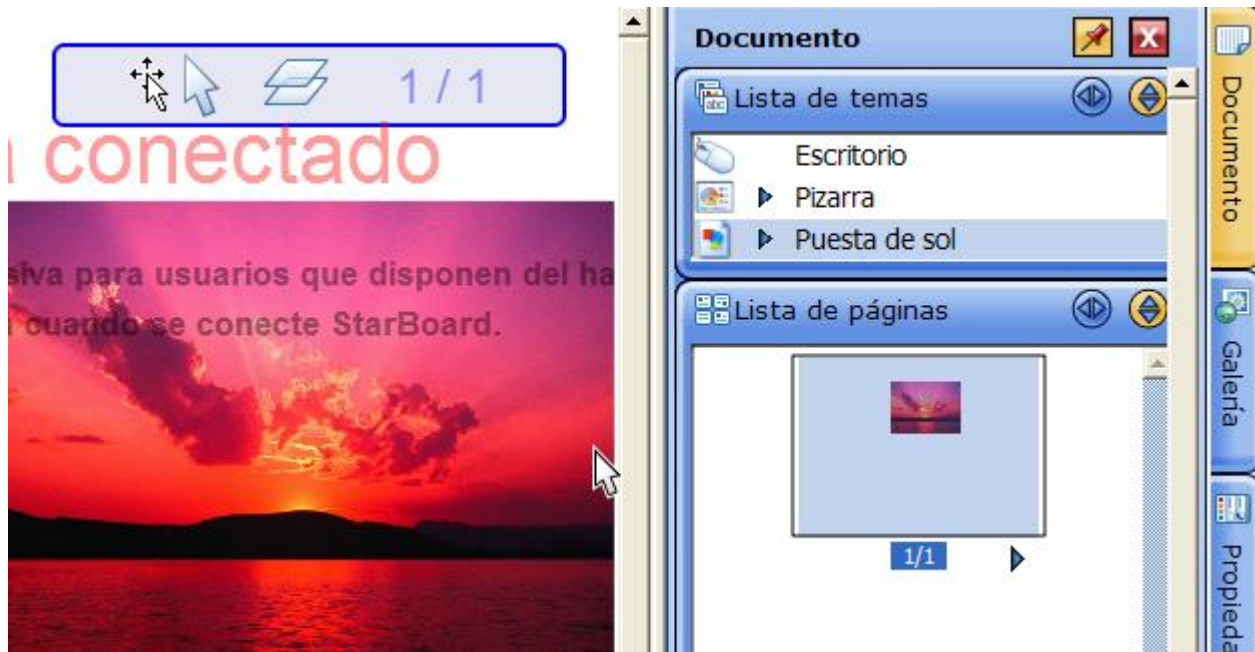 1 / 1
a conectado
siva para usuarios que disponen del ha
cuando se conecte StarBoard.
Documento
Lista de temas
Escritorio
Pizarra
Puesta de sol
Lista de páginas
1/1
Documento
Galería
Propieda